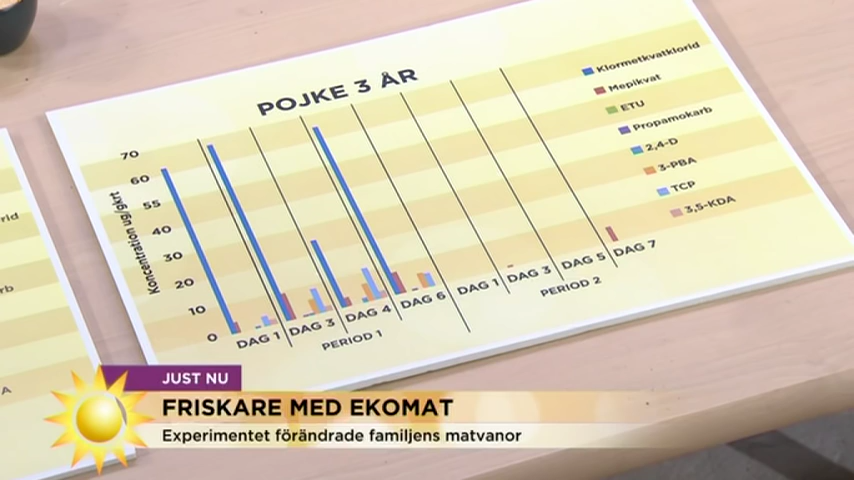 POJKE 3 ÅR
Klormetkvatklorid
Mepikvat
ETU
Propamokarb
2,4-D
3-PBA
TCP
3,5-KDA
Koncentration ug/gkrt
70
60
55
40
30
20
10
0
DAG 1
DAG 3
DAG 4
DAG 6
DAG 1
DAG 3
DAG 5
DAG 7
PERIOD 1
PERIOD 2
JUST NU
FRISKARE MED EKOMAT
Experimentet förändrade familjens matvanor